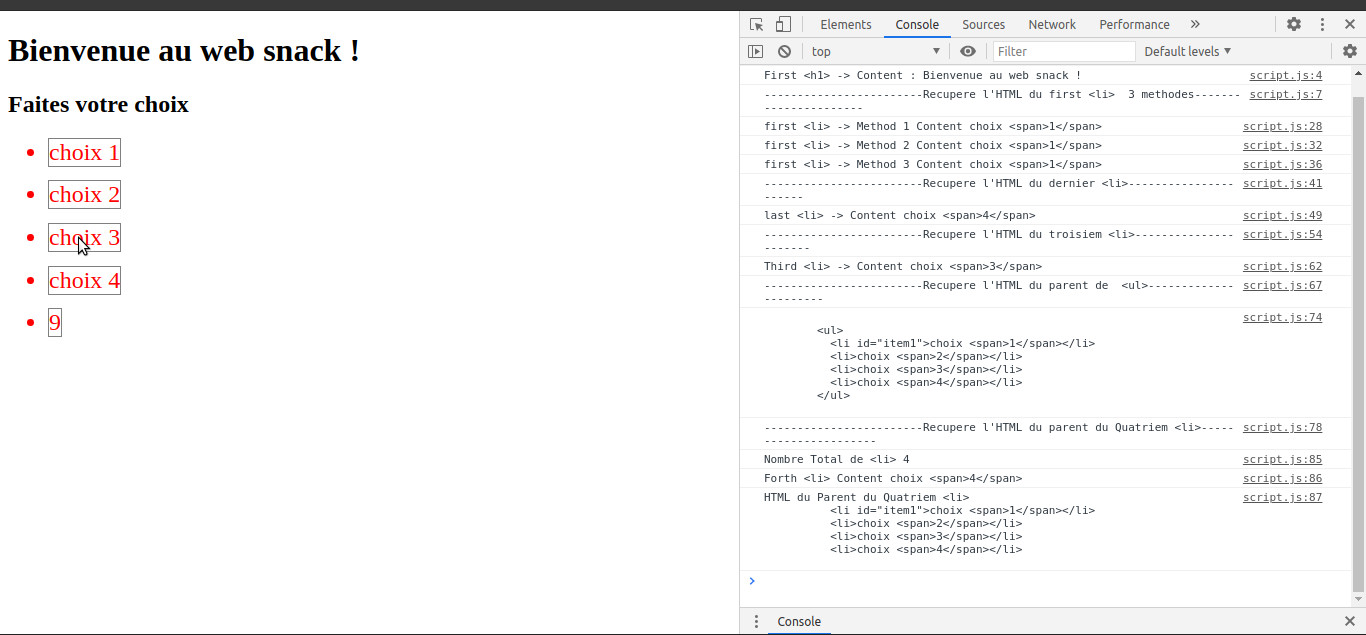 Bienvenue au web snack !
Faites votre choix
choix 1
choix 2
choix 3
choix 4
9
Elements Console Sources Network Performance »
top Filter Default levels
First <h1> -> Content : Bienvenue au web snack ! script.js:4
------------------------Recupere l'HTML du first <li>  3 methodes------- script.js:7
-------------------
first <li> -> Method 1 Content choix <span>1</span> script.js:28
first <li> -> Method 2 Content choix <span>1</span> script.js:32
first <li> -> Method 3 Content choix <span>1</span> script.js:36
------------------------Recupere l'HTML du dernier <li>---------------- script.js:41
------
last <li> -> Content choix <span>4</span> script.js:49
------------------------Recupere l'HTML du troisiem <li>--------------- script.js:54
-------
Third <li> -> Content choix <span>3</span> script.js:62
------------------------Recupere l'HTML du parent de  <ul>------------- script.js:67
---------
script.js:74
<ul>
<li id="item1">choix <span>1</span></li>
<li>choix <span>2</span></li>
<li>choix <span>3</span></li>
<li>choix <span>4</span></li>
</ul>
------------------------Recupere l'HTML du parent du Quatriem <li>----- script.js:78
-----------------
Nombre Total de <li> 4 script.js:85
Forth <li> Content choix <span>4</span> script.js:86
HTML du Parent du Quatriem <li> script.js:87
<li id="item1">choix <span>1</span></li>
<li>choix <span>2</span></li>
<li>choix <span>3</span></li>
<li>choix <span>4</span></li>
>
Console